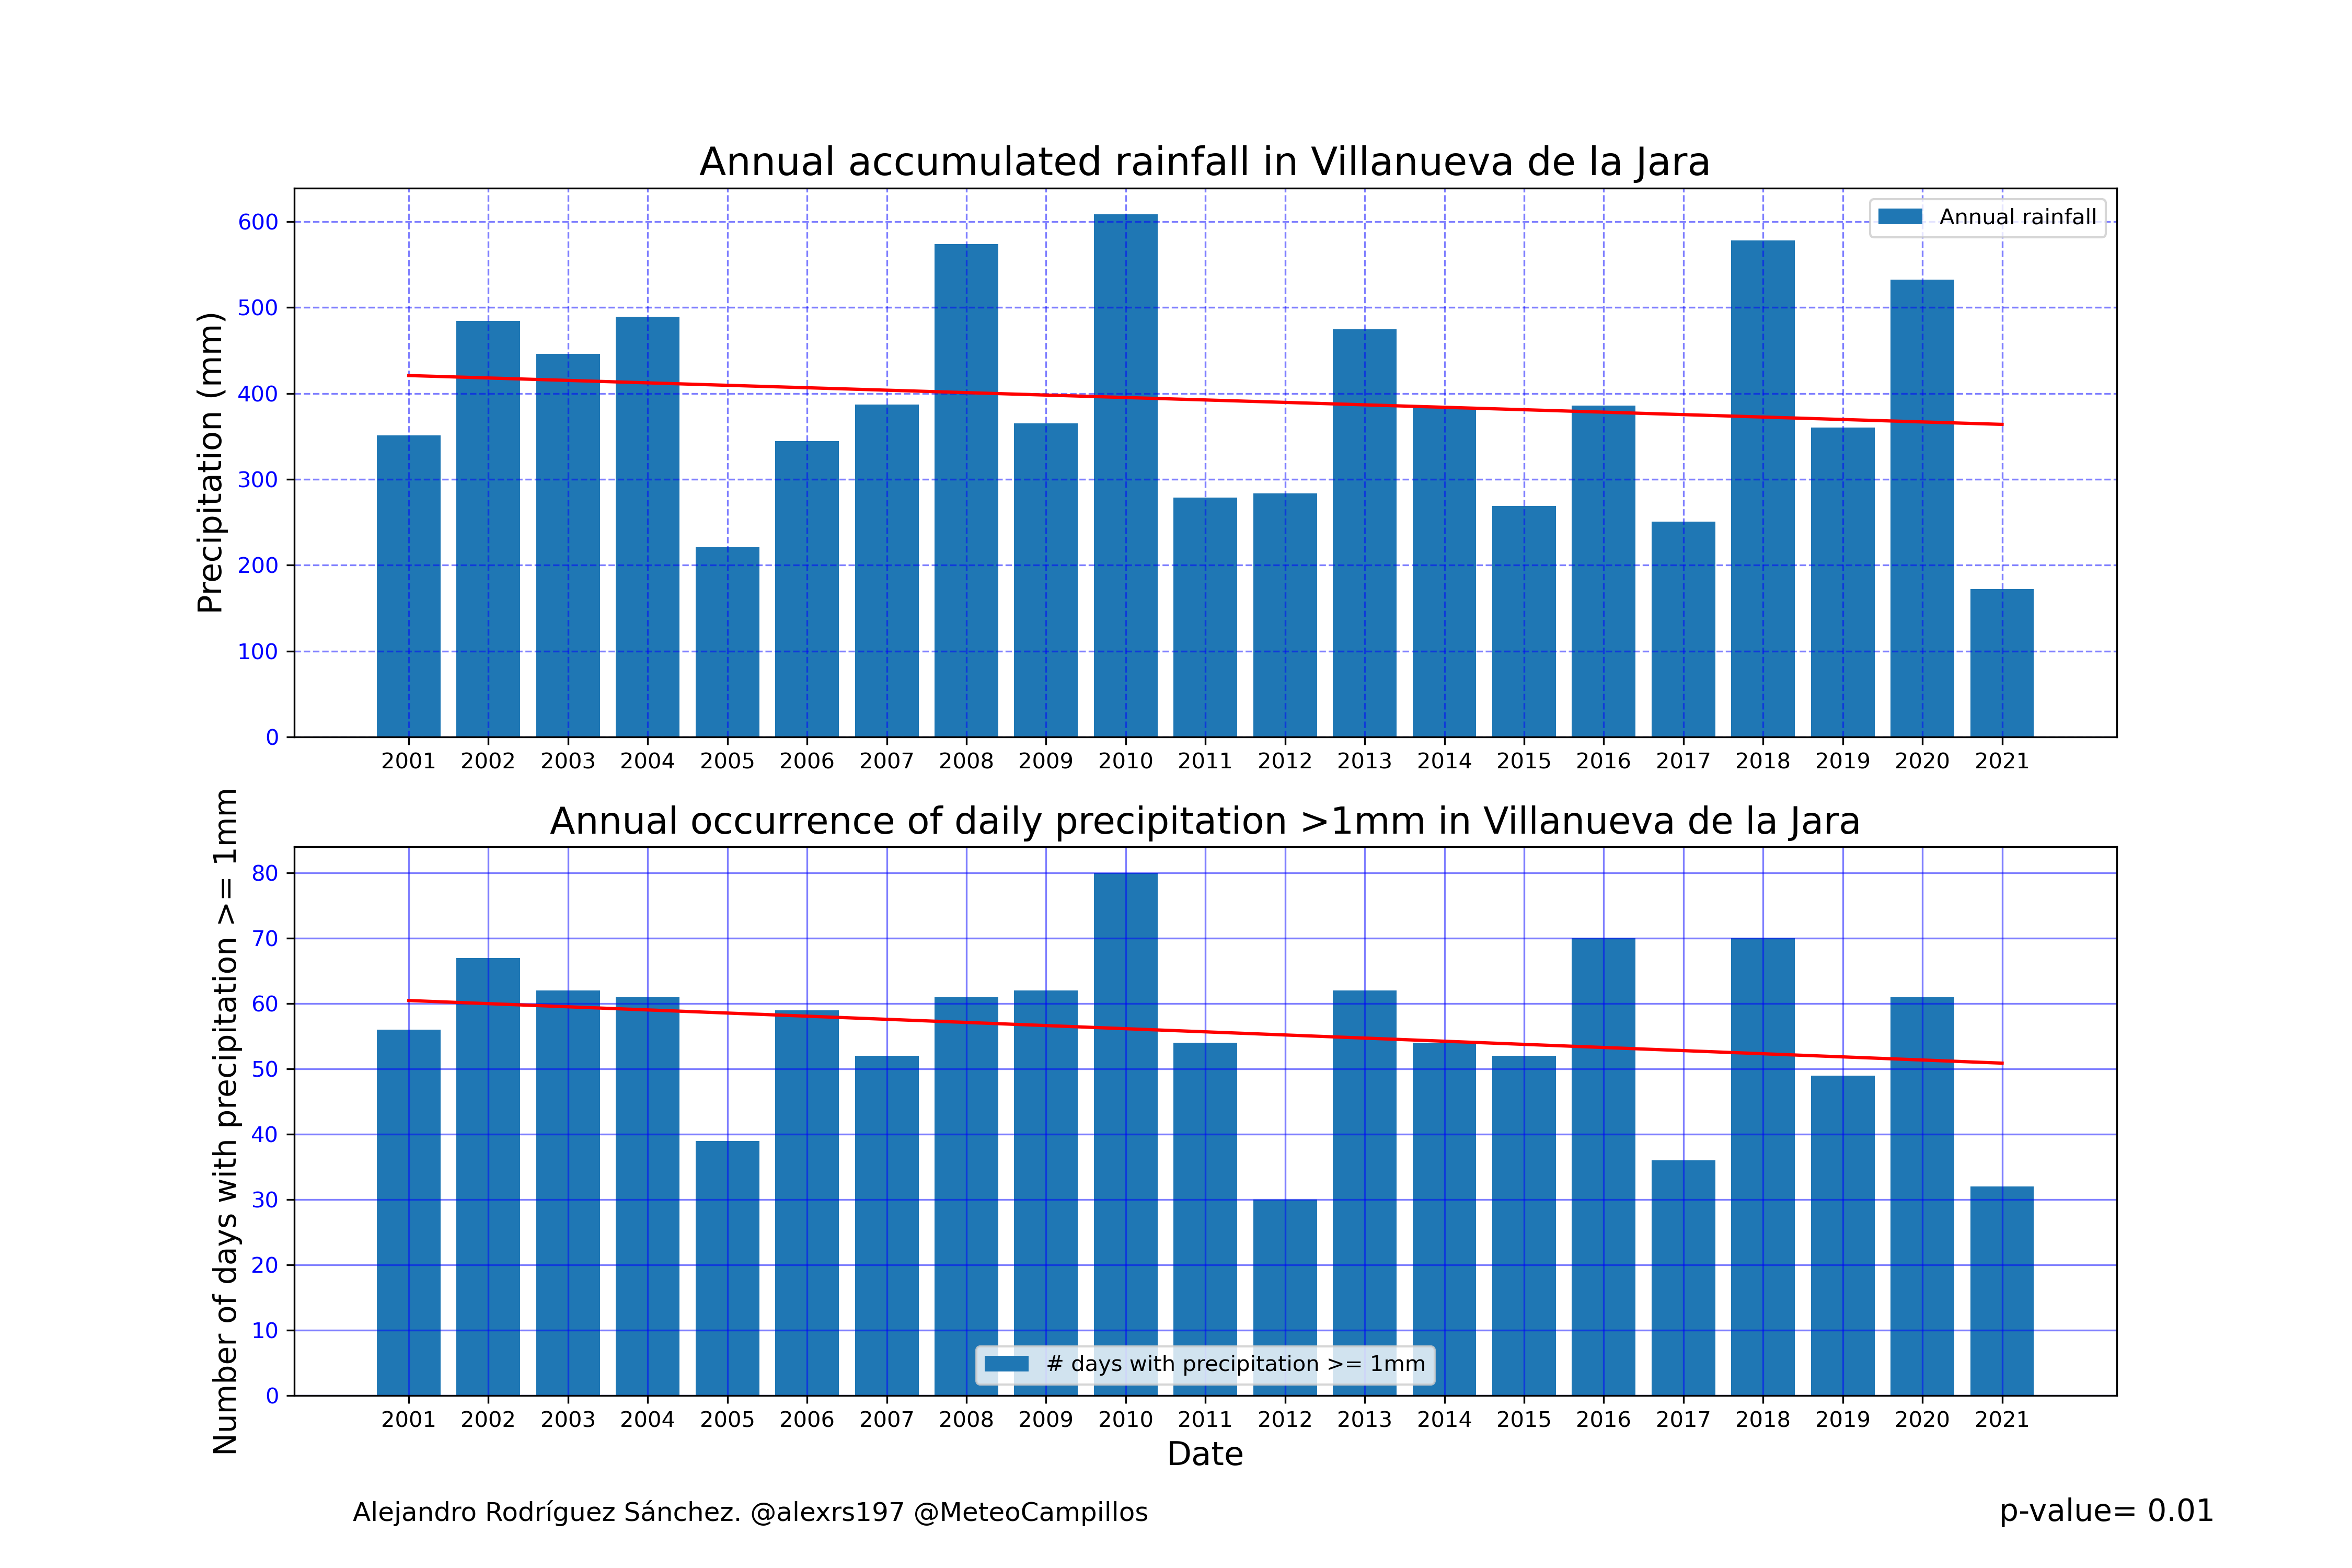 Annual accumulated rainfall in Villanueva de la Jara
Precipitation (mm)
600
500
400
300
200
100
0
Annual rainfall
2001 2002 2003 2004 2005 2006 2007 2008 2009 2010 2011 2012 2013 2014 2015 2016 2017 2018 2019 2020 2021
Annual occurrence of daily precipitation >1mm in Villanueva de la Jara
Number of days with precipitation >= 1mm
80
70
60
50
40
30
20
10
0
# days with precipitation >= 1mm
2001 2002 2003 2004 2005 2006 2007 2008 2009 2010 2011 2012 2013 2014 2015 2016 2017 2018 2019 2020 2021
Date
Alejandro Rodríguez Sánchez. @alexrs197 @MeteoCampillos
p-value= 0.01